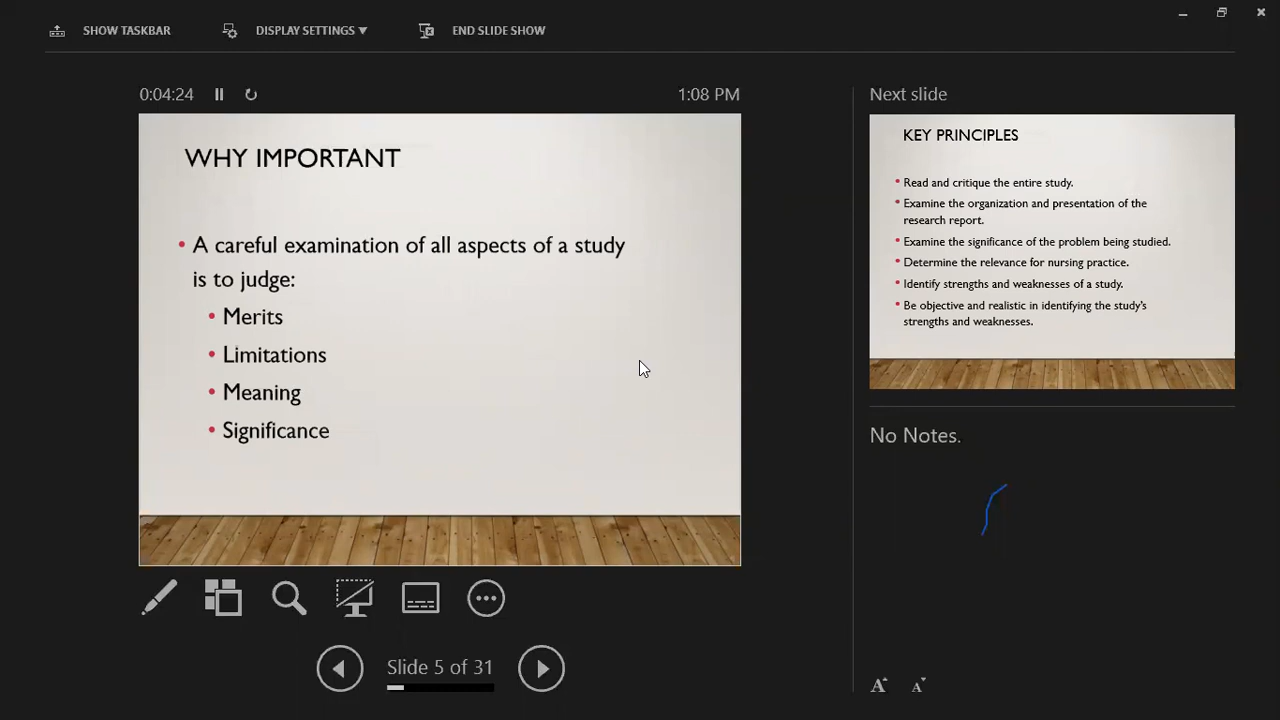 SHOW TASKBAR
DISPLAY SETTINGS ▼
END SLIDE SHOW
0:04:24
1:08 PM
WHY IMPORTANT
• A careful examination of all aspects of a study
is to judge:
• Merits
• Limitations
• Meaning
• Significance
Slide 5 of 31
Next slide
KEY PRINCIPLES
• Read and critique the entire study.
• Examine the organization and presentation of the
research report.
• Examine the significance of the problem being studied.
• Determine the relevance for nursing practice.
• Identify strengths and weaknesses of a study.
• Be objective and realistic in identifying the study's
strengths and weaknesses.
No Notes.
A A